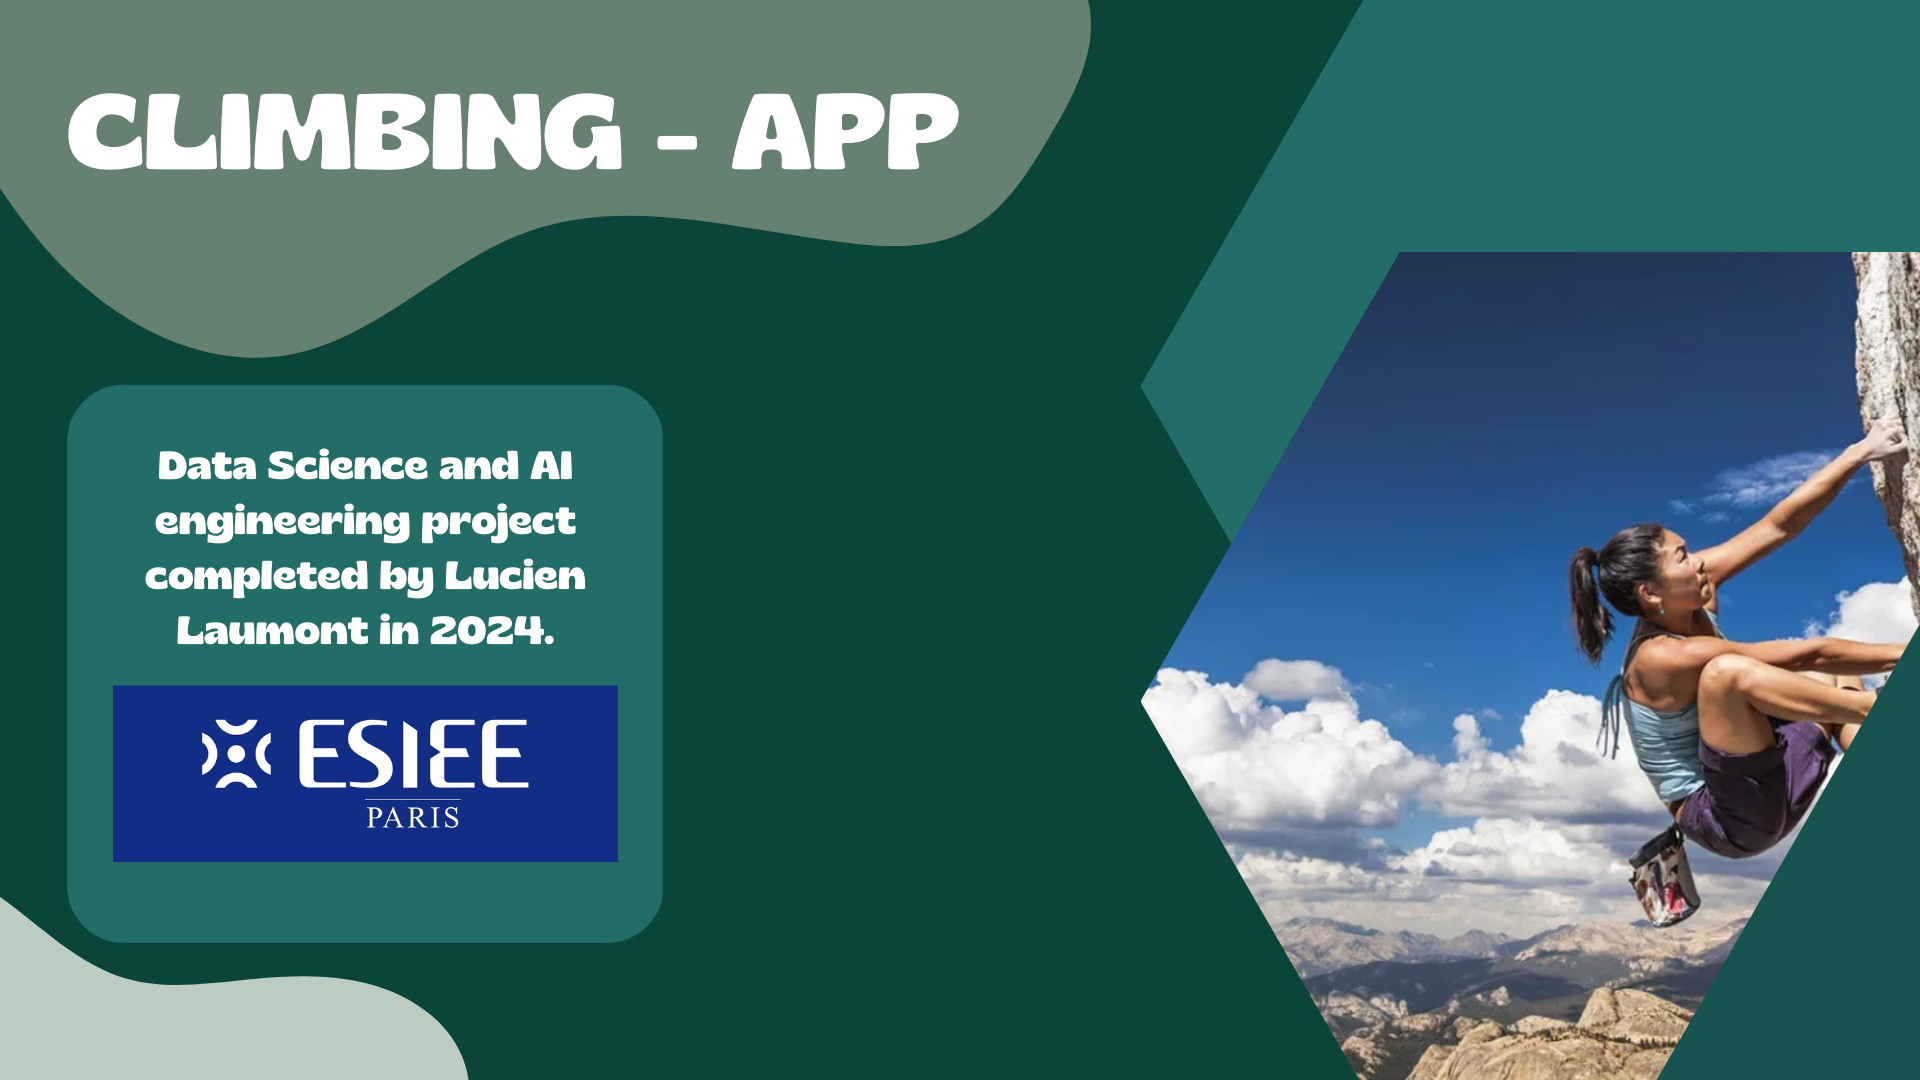 CLIMBING - APP
Data Science and AI
engineering project
completed by Lucien
Laumont in 2024.
ESIEE
PARIS